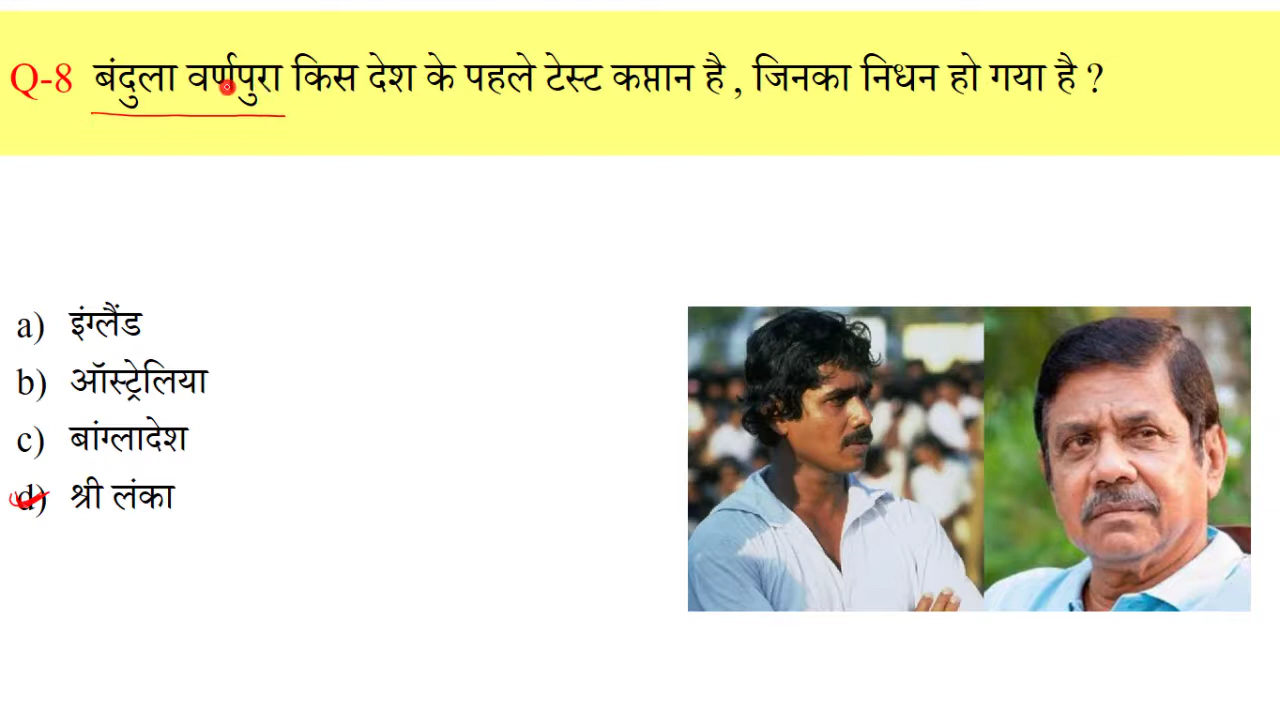 Q-8 बंदुला वर्णपुरा किस देश के पहले टेस्ट कप्तान है , जिनका निधन हो गया है ?
a) इंग्लैंड
b) ऑस्ट्रेलिया
c) बांग्लादेश
d) श्री लंका